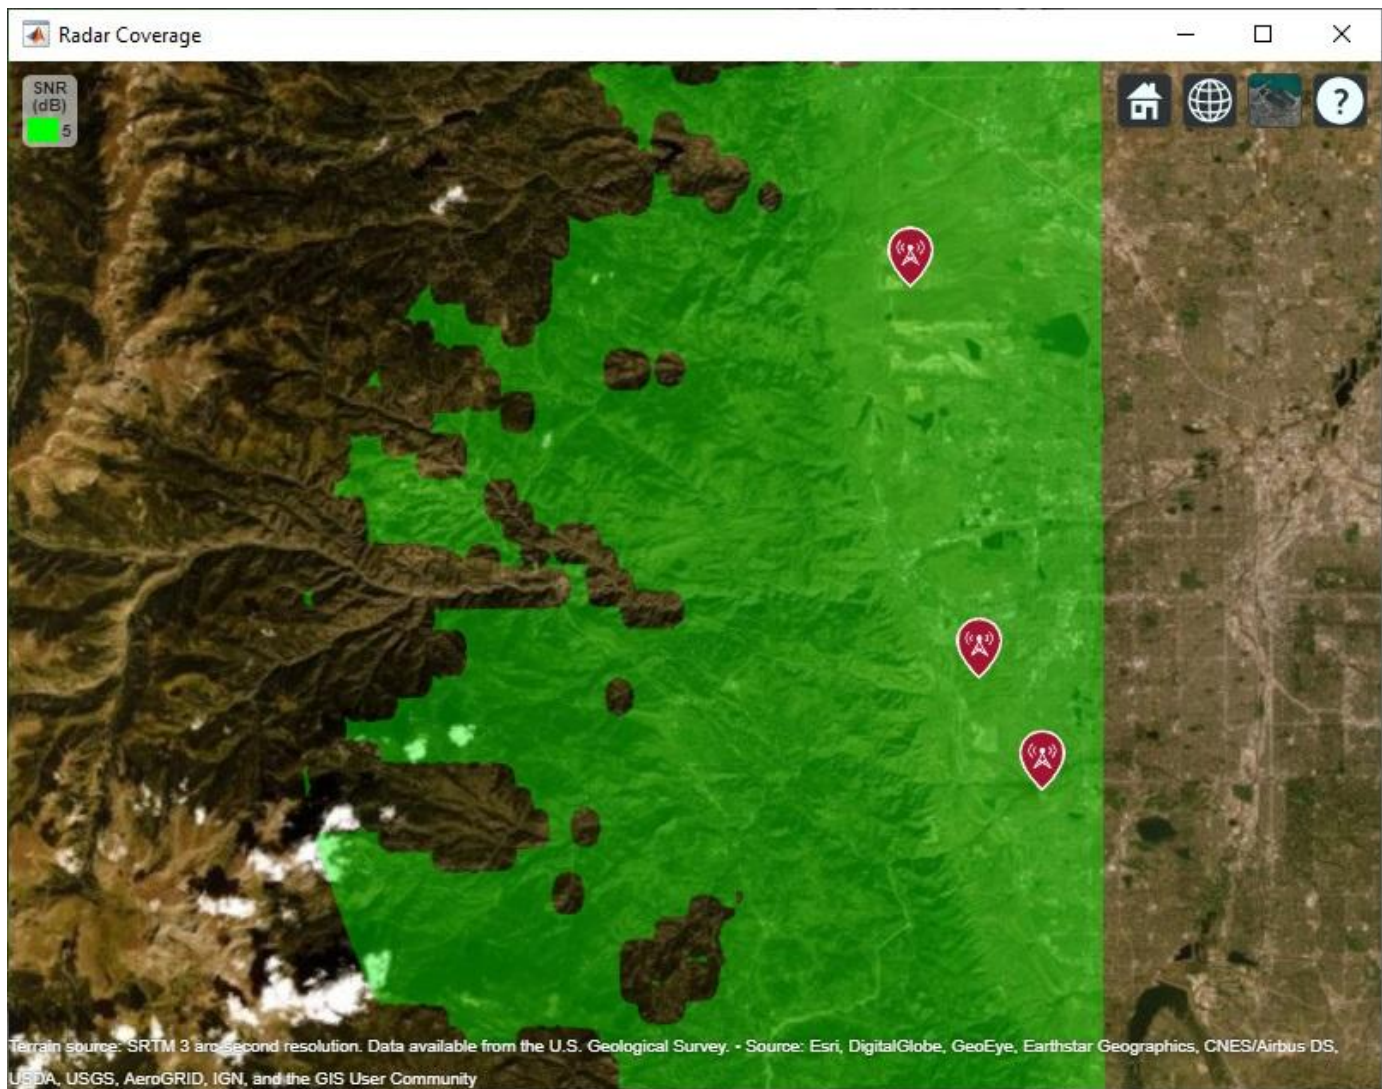 Radar Coverage
SNR
(dB)
5
?
Terrain source: SRTM 3 arc-second resolution. Data available from the U.S. Geological Survey. - Source: Esri, DigitalGlobe, GeoEye, Earthstar Geographics, CNES/Airbus DS,
USDA, USGS, AeroGRID, IGN, and the GIS User Community